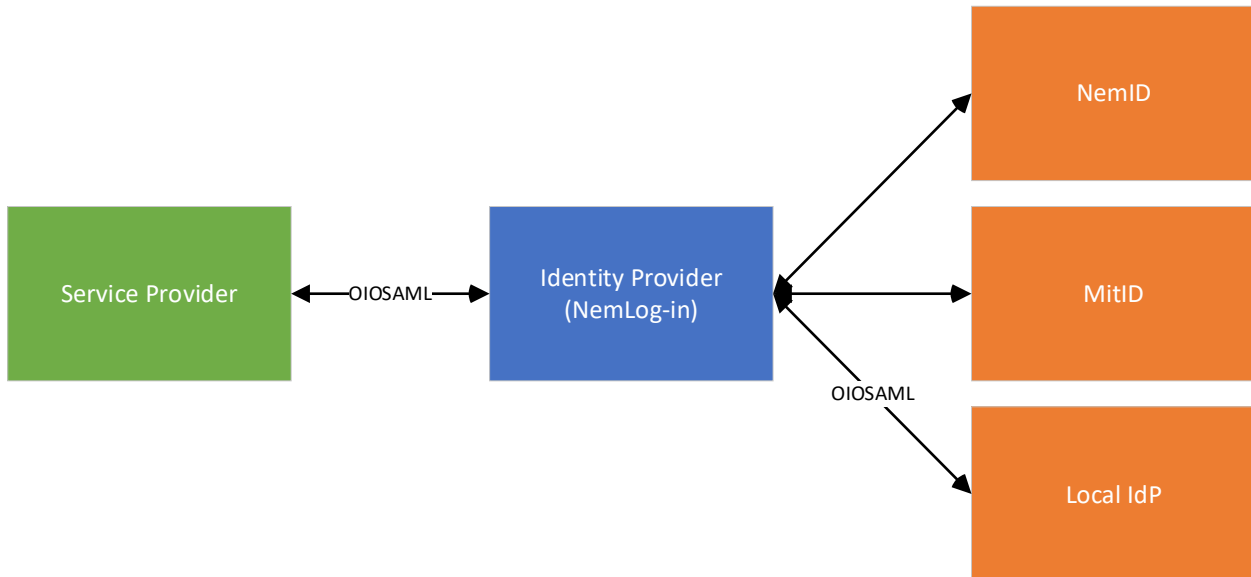 NemID
Service Provider
OIOSAML
Identity Provider
(NemLog-in)
MitID
OIOSAML
Local IdP